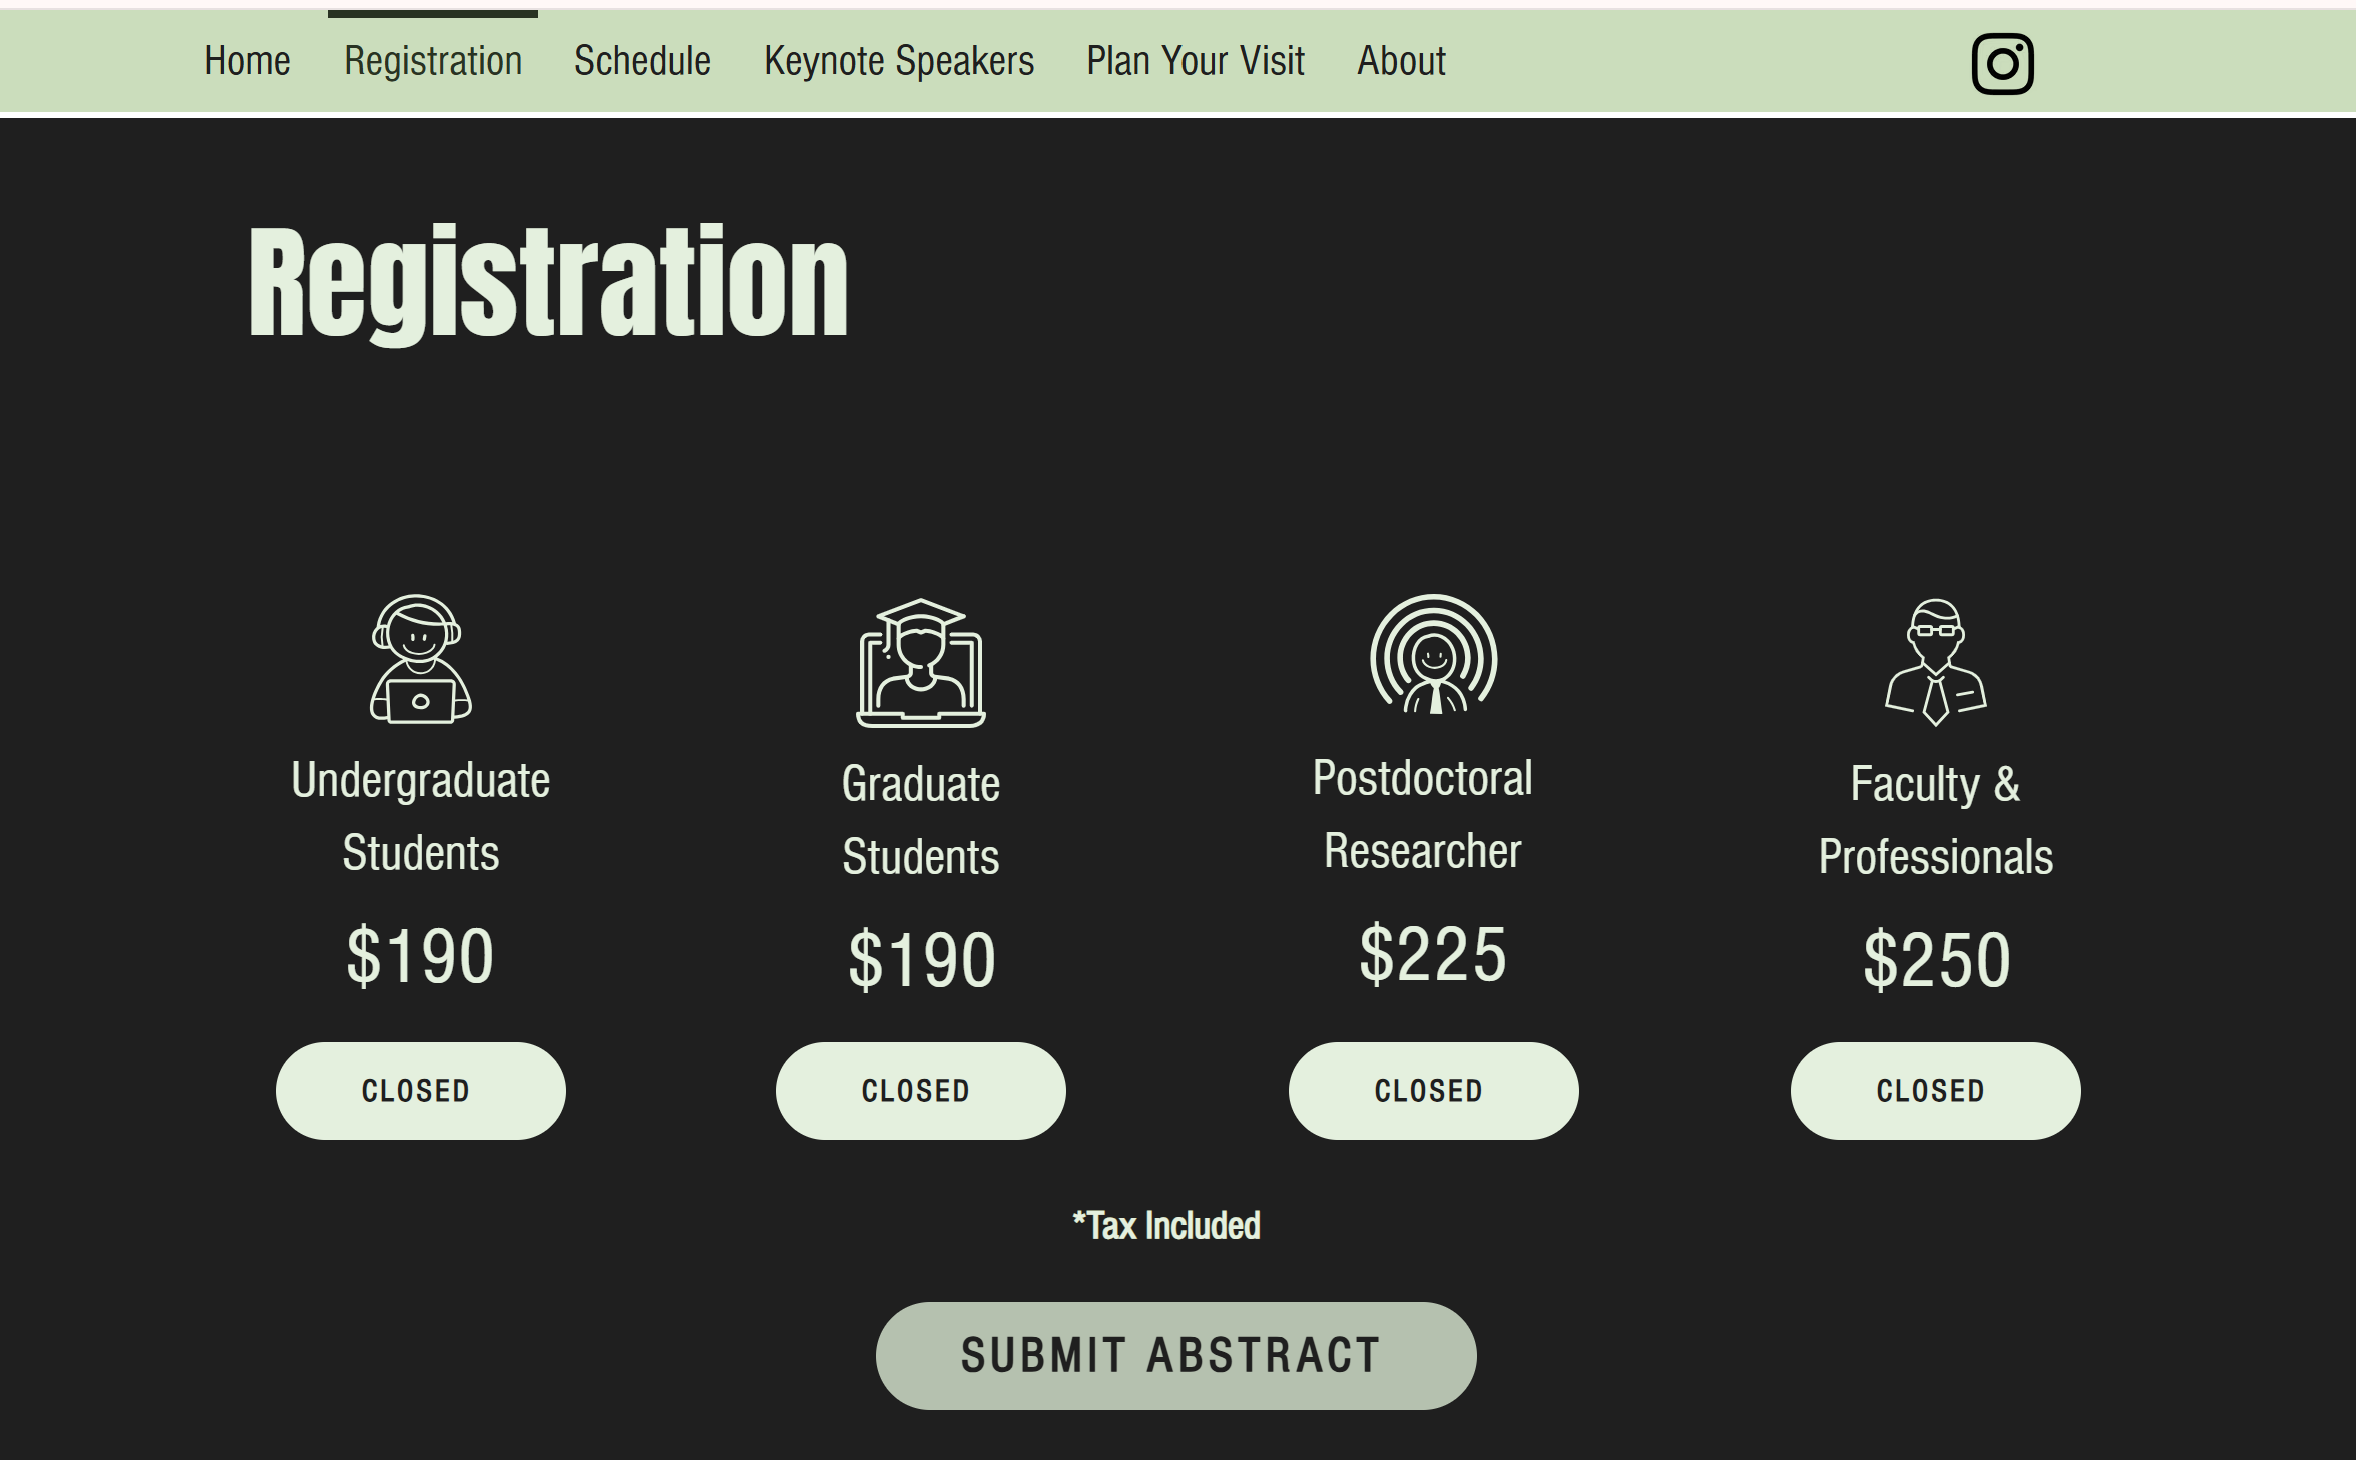 Home Registration Schedule Keynote Speakers Plan Your Visit About
Registration
Undergraduate
Students
$190
CLOSED
Graduate
Students
$190
CLOSED
Postdoctoral
Researcher
$225
CLOSED
Faculty &
Professionals
$250
CLOSED
*Tax Included
SUBMIT ABSTRACT